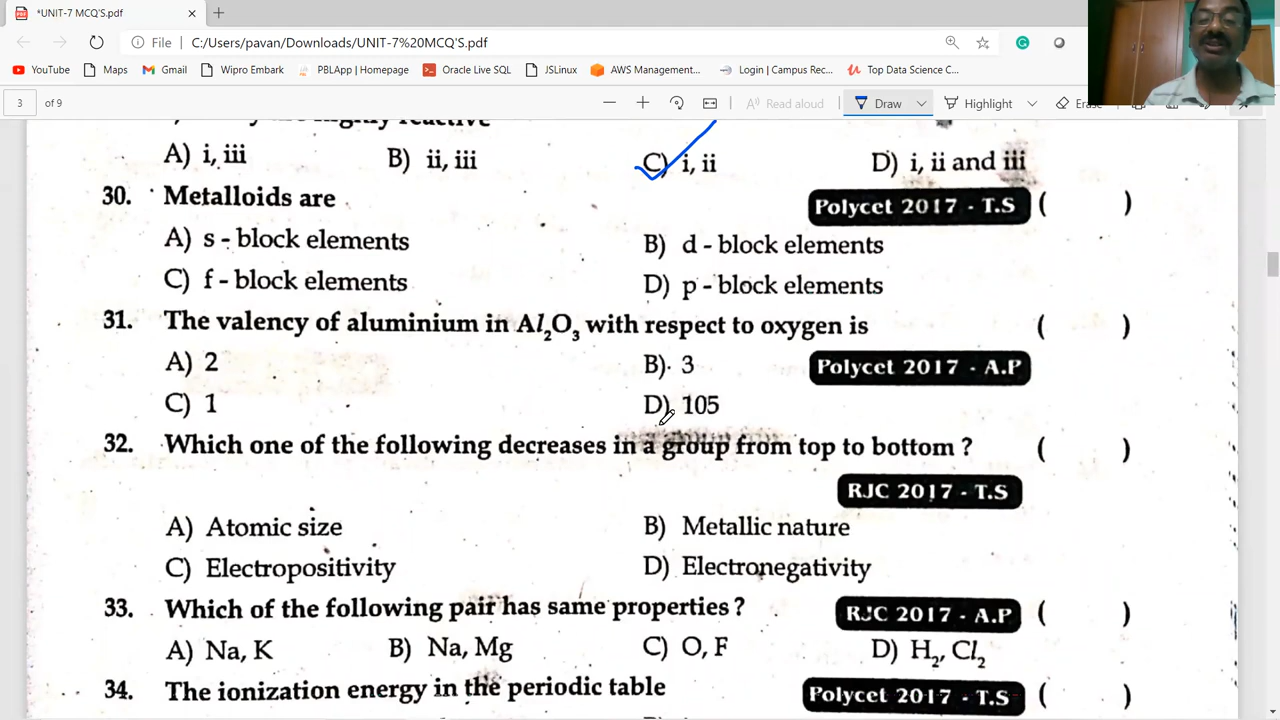 *UNIT-7 MCQ'S.pdf
File C:/Users/pavan/Downloads/UNIT-7%20MCQ'S.pdf
YouTube Maps Gmail Wipro Embark PBLApp | Homepage Oracle Live SQL JSLinux AWS Management... Login | Campus Rec... Top Data Science C...
3 of 9 Read aloud Draw Highlight Erase
highly reactive
A) i, iii B) ii, iii C) i, ii D) i, ii and iii
30. Metalloids are Polycet 2017 - T.S ( )
A) s - block elements B) d - block elements
C) f - block elements D) p - block elements
31. The valency of aluminium in Al₂O₃ with respect to oxygen is ( )
A) 2 B) 3 Polycet 2017 - A.P
C) 1 D) 105
32. Which one of the following decreases in a group from top to bottom ? ( )
RJC 2017 - T.S
A) Atomic size B) Metallic nature
C) Electropositivity D) Electronegativity
33. Which of the following pair has same properties ? RJC 2017 - A.P ( )
A) Na, K B) Na, Mg C) O, F D) H₂, Cl₂
34. The ionization energy in the periodic table Polycet 2017 - T.S ( )